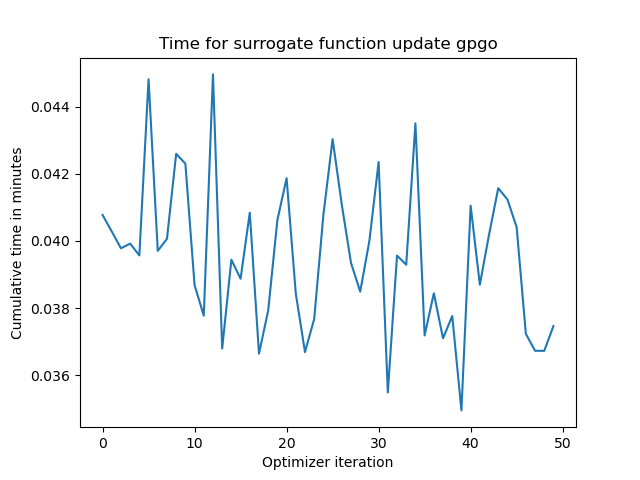 Time for surrogate function update gpgo
Cumulative time in minutes
0.044
0.042
0.040
0.038
0.036
0 10 20 30 40 50
Optimizer iteration